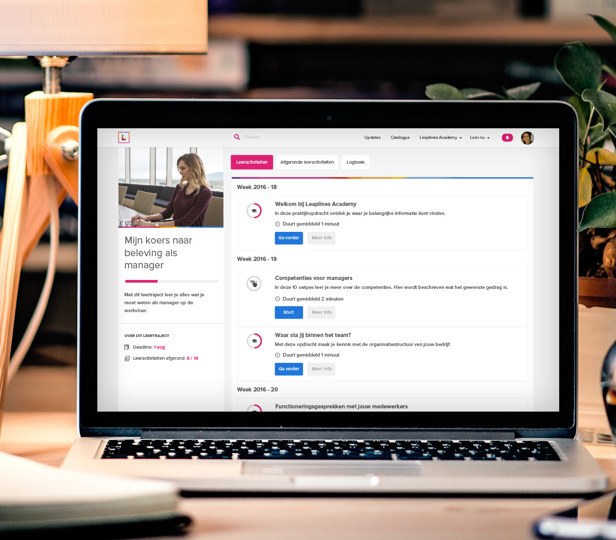 L
Zoeken
Updates
Catalogus
Leaplines Academy
Leer nu
Leeractiviteiten
Afgeronde leeractiviteiten
Logboek
Mijn koers naar
beleving als
manager
Met dit leertraject leer je alles wat je
moet weten als manager op de
werkvloer.
OVER DIT LEERTRAJECT
Deadline: 1 aug
Leeractiviteiten afgerond: 8 / 18
Week 2016 - 18
Welkom bij Leaplines Academy
In deze praktijkopdracht ontdek je waar je belangrijke informatie kunt vinden.
Duurt gemiddeld 1 minuut
Ga verder
Meer info
Week 2016 - 19
Competenties voor managers
In deze 10 swipes leer je meer over de competenties. Hier wordt beschreven wat het gewenste gedrag is.
Duurt gemiddeld 2 minuten
Start
Meer info
Waar sta jij binnen het team?
Met deze opdracht maak je kennis met de organisatiestructuur van jouw bedrijf.
Duurt gemiddeld 1 minuut
Ga verder
Meer info
Week 2016 - 20
Functioneringsgesprekken met jouw medewerkers